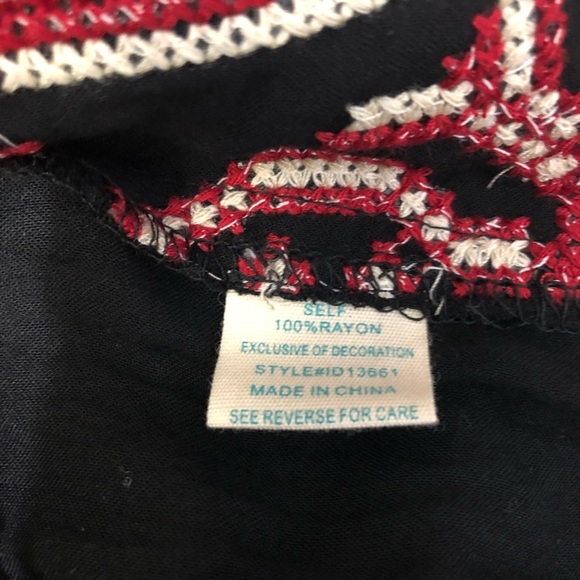 SELF:
100%RAYON
EXCLUSIVE OF DECORATION
STYLE#ID13661
MADE IN CHINA
SEE REVERSE FOR CARE